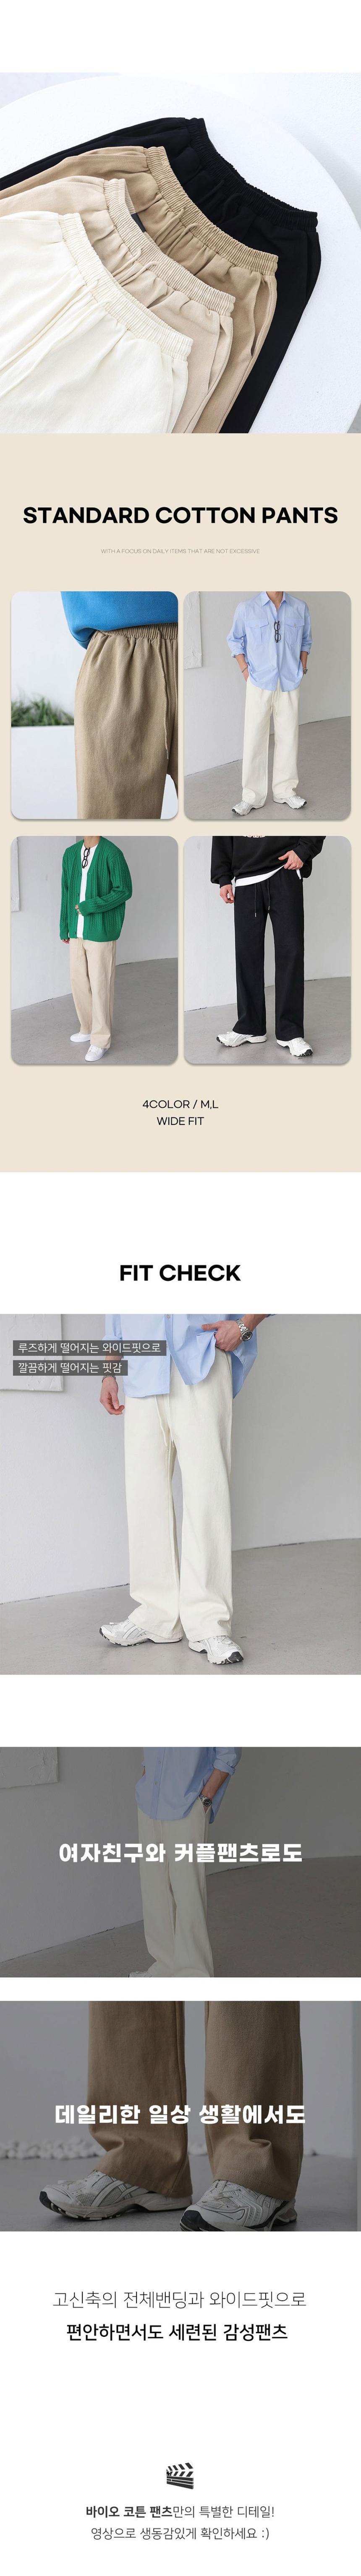 STANDARD COTTON PANTS
WITH A FOCUS ON DAILY ITEMS THAT ARE NOT EXCESSIVE
4COLOR / M,L
WIDE FIT
FIT CHECK
루즈하게 떨어지는 와이드핏으로
깔끔하게 떨어지는 핏감
여자친구와 커플팬츠로도
데일리한 일상 생활에서도
고신축의 전체밴딩과 와이드핏으로
편안하면서도 세련된 감성팬츠
바이오 코튼 팬츠만의 특별한 디테일!
영상으로 생동감있게 확인하세요 :)